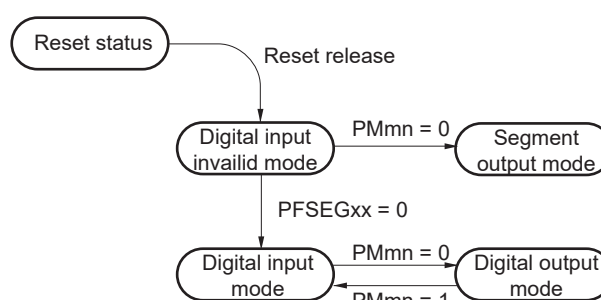 Reset status
Reset release
Digital input
invailid mode
PMmn = 0
Segment
output mode
PFSEGxx = 0
Digital input
mode
PMmn = 0
Digital output
mode
PMmn = 1